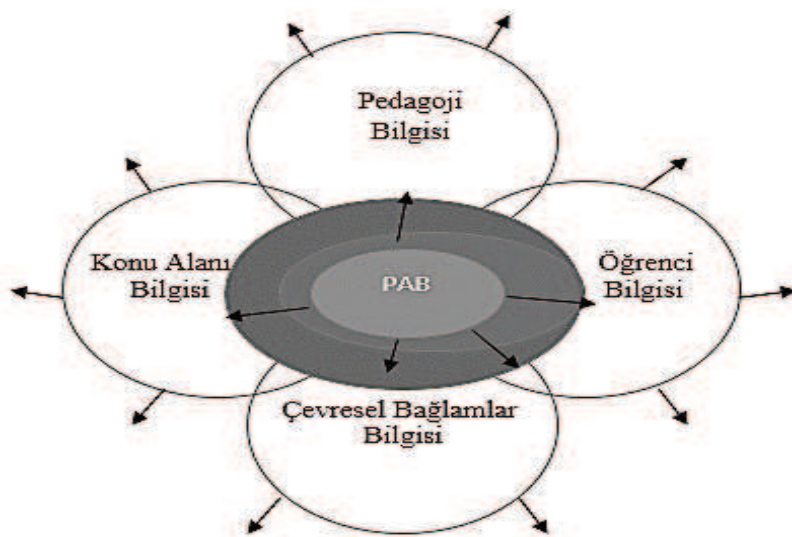 Pedagoji
Bilgisi
Konu Alanı
Bilgisi
PAB
Öğrenci
Bilgisi
Çevresel Bağlamlar
Bilgisi